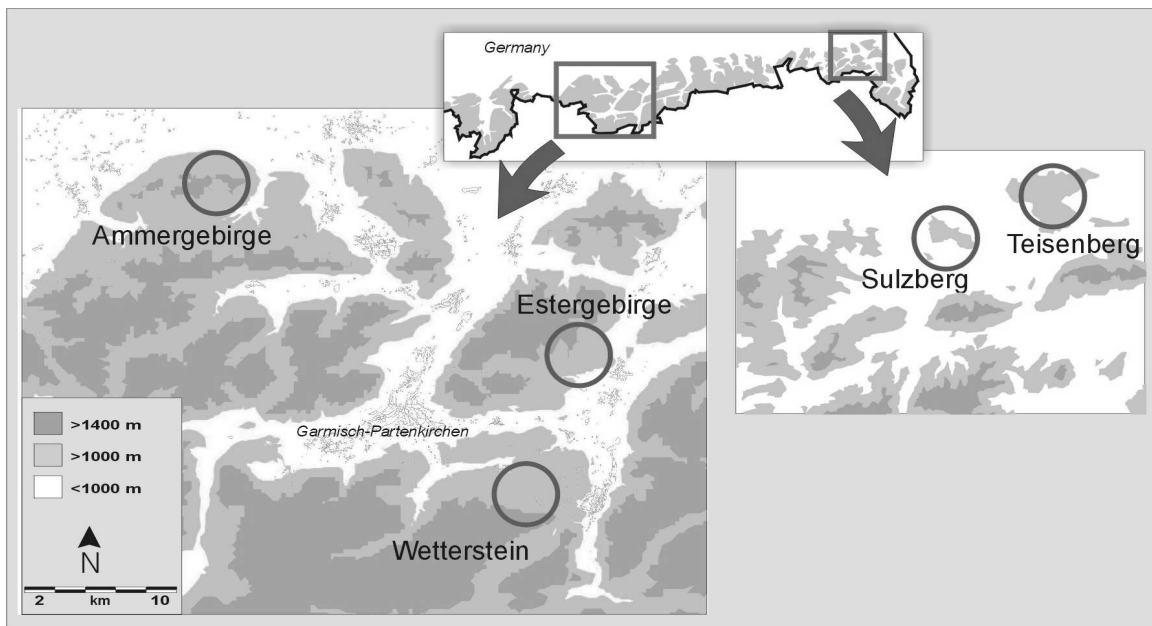 Germany
Ammergebirge
Estergebirge
Teisenberg
Sulzberg
Garmisch-Partenkirchen
Wetterstein
>1400 m
>1000 m
<1000 m
N
2 km 10